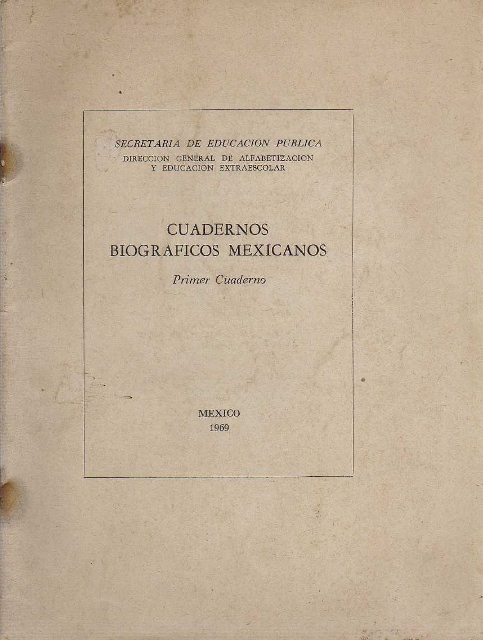 SECRETARIA DE EDUCACION PUBLICA
DIRECCION GENERAL DE ALFABETIZACION
Y EDUCACION EXTRAESCOLAR
CUADERNOS
BIOGRAFICOS MEXICANOS
Primer Cuaderno
MEXICO
1969